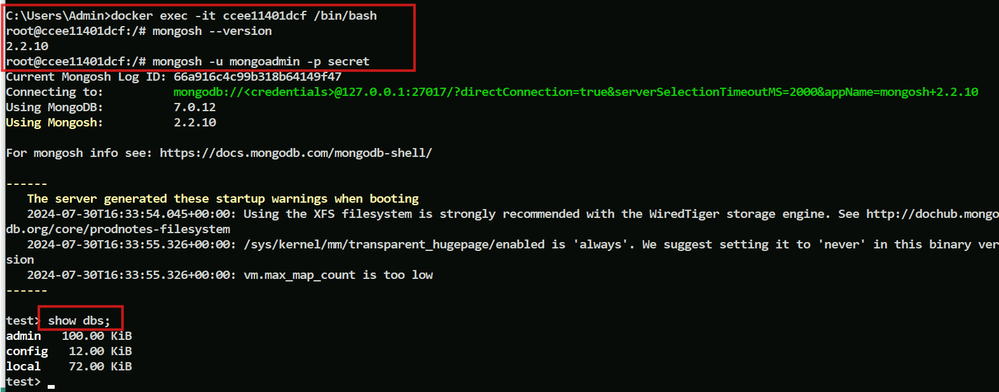 C:\Users\Admin>docker exec -it ccee11401dcf /bin/bash
root@ccee11401dcf:/# mongosh --version
2.2.10
root@ccee11401dcf:/# mongosh -u mongoadmin -p secret
Current Mongosh Log ID: 66a916c4c99b318b64149f47
Connecting to:          mongodb://<credentials>@127.0.0.1:27017/?directConnection=true&serverSelectionTimeoutMS=2000&appName=mongosh+2.2.10
Using MongoDB:          7.0.12
Using Mongosh:          2.2.10
For mongosh info see: https://docs.mongodb.com/mongodb-shell/
------
   The server generated these startup warnings when booting
   2024-07-30T16:33:54.045+00:00: Using the XFS filesystem is strongly recommended with the WiredTiger storage engine. See http://dochub.mongo
db.org/core/prodnotes-filesystem
   2024-07-30T16:33:55.326+00:00: /sys/kernel/mm/transparent_hugepage/enabled is 'always'. We suggest setting it to 'never' in this binary ver
sion
   2024-07-30T16:33:55.326+00:00: vm.max_map_count is too low
------
test> show dbs;
admin   100.00 KiB
config   12.00 KiB
local    72.00 KiB
test>